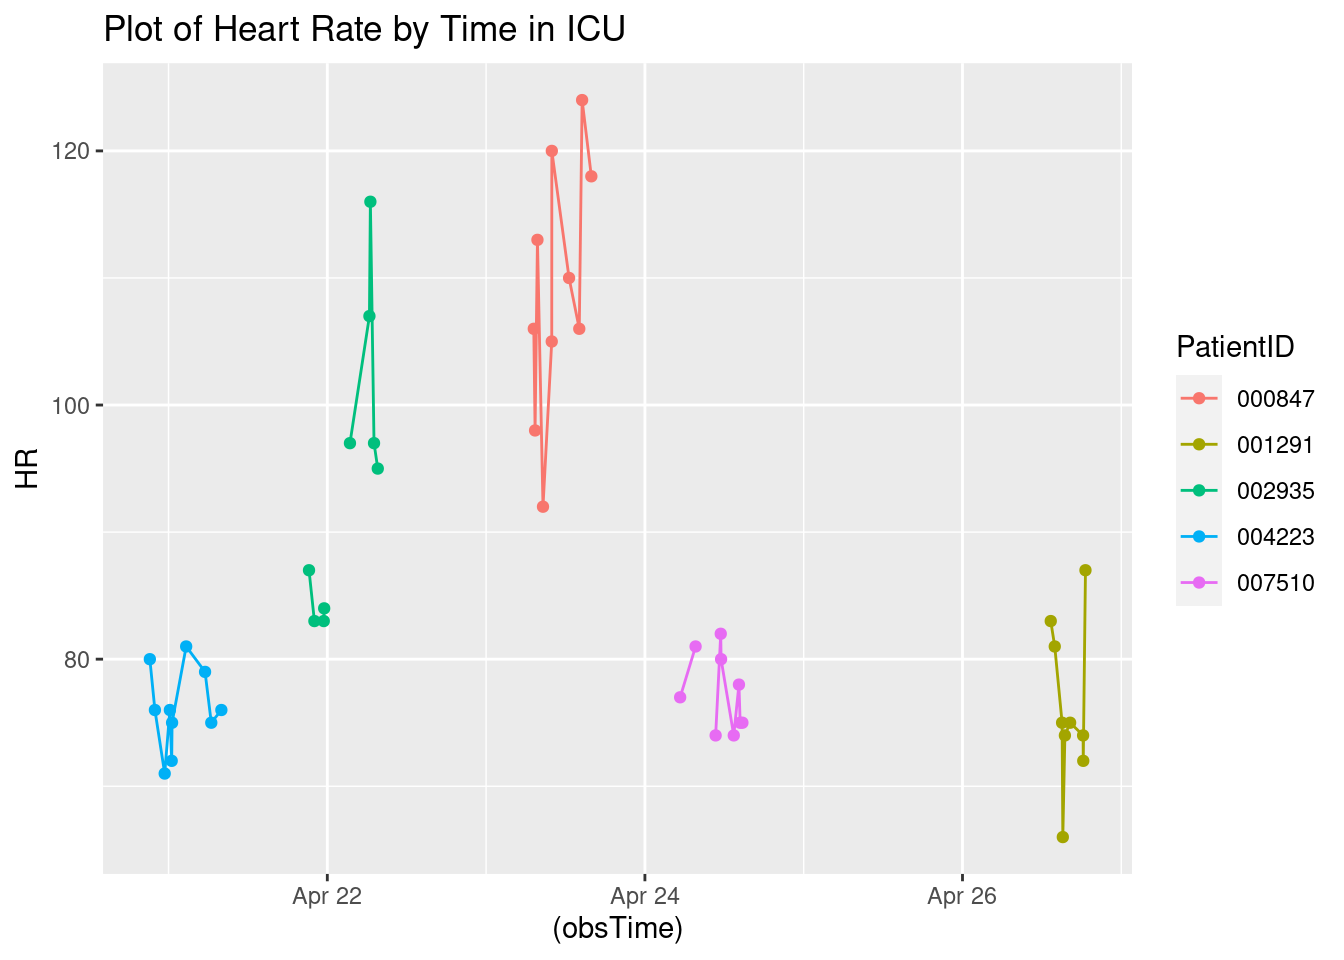 Plot of Heart Rate by Time in ICU
120
100
80
HR
Apr 22
Apr 24
Apr 26
(obsTime)
PatientID
000847
001291
002935
004223
007510